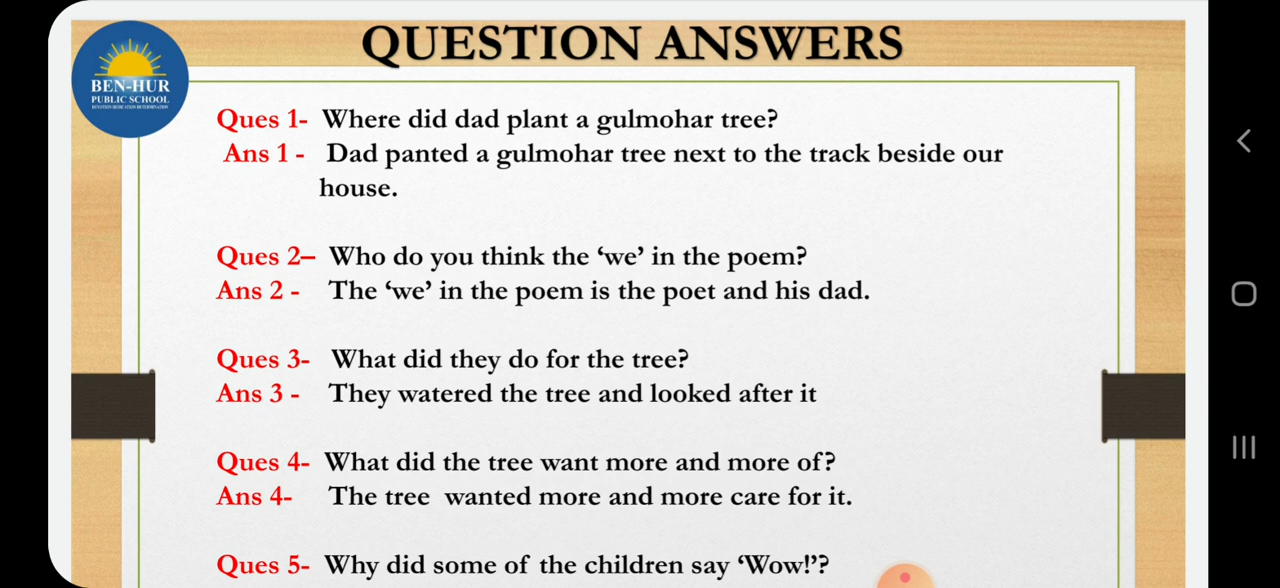 QUESTION ANSWERS
BEN-HUR
PUBLIC SCHOOL
Ques 1- Where did dad plant a gulmohar tree?
Ans 1 - Dad panted a gulmohar tree next to the track beside our
house.
Ques 2– Who do you think the ‘we’ in the poem?
Ans 2 - The ‘we’ in the poem is the poet and his dad.
Ques 3- What did they do for the tree?
Ans 3 - They watered the tree and looked after it
Ques 4- What did the tree want more and more of?
Ans 4- The tree wanted more and more care for it.
Ques 5- Why did some of the children say ‘Wow!’?